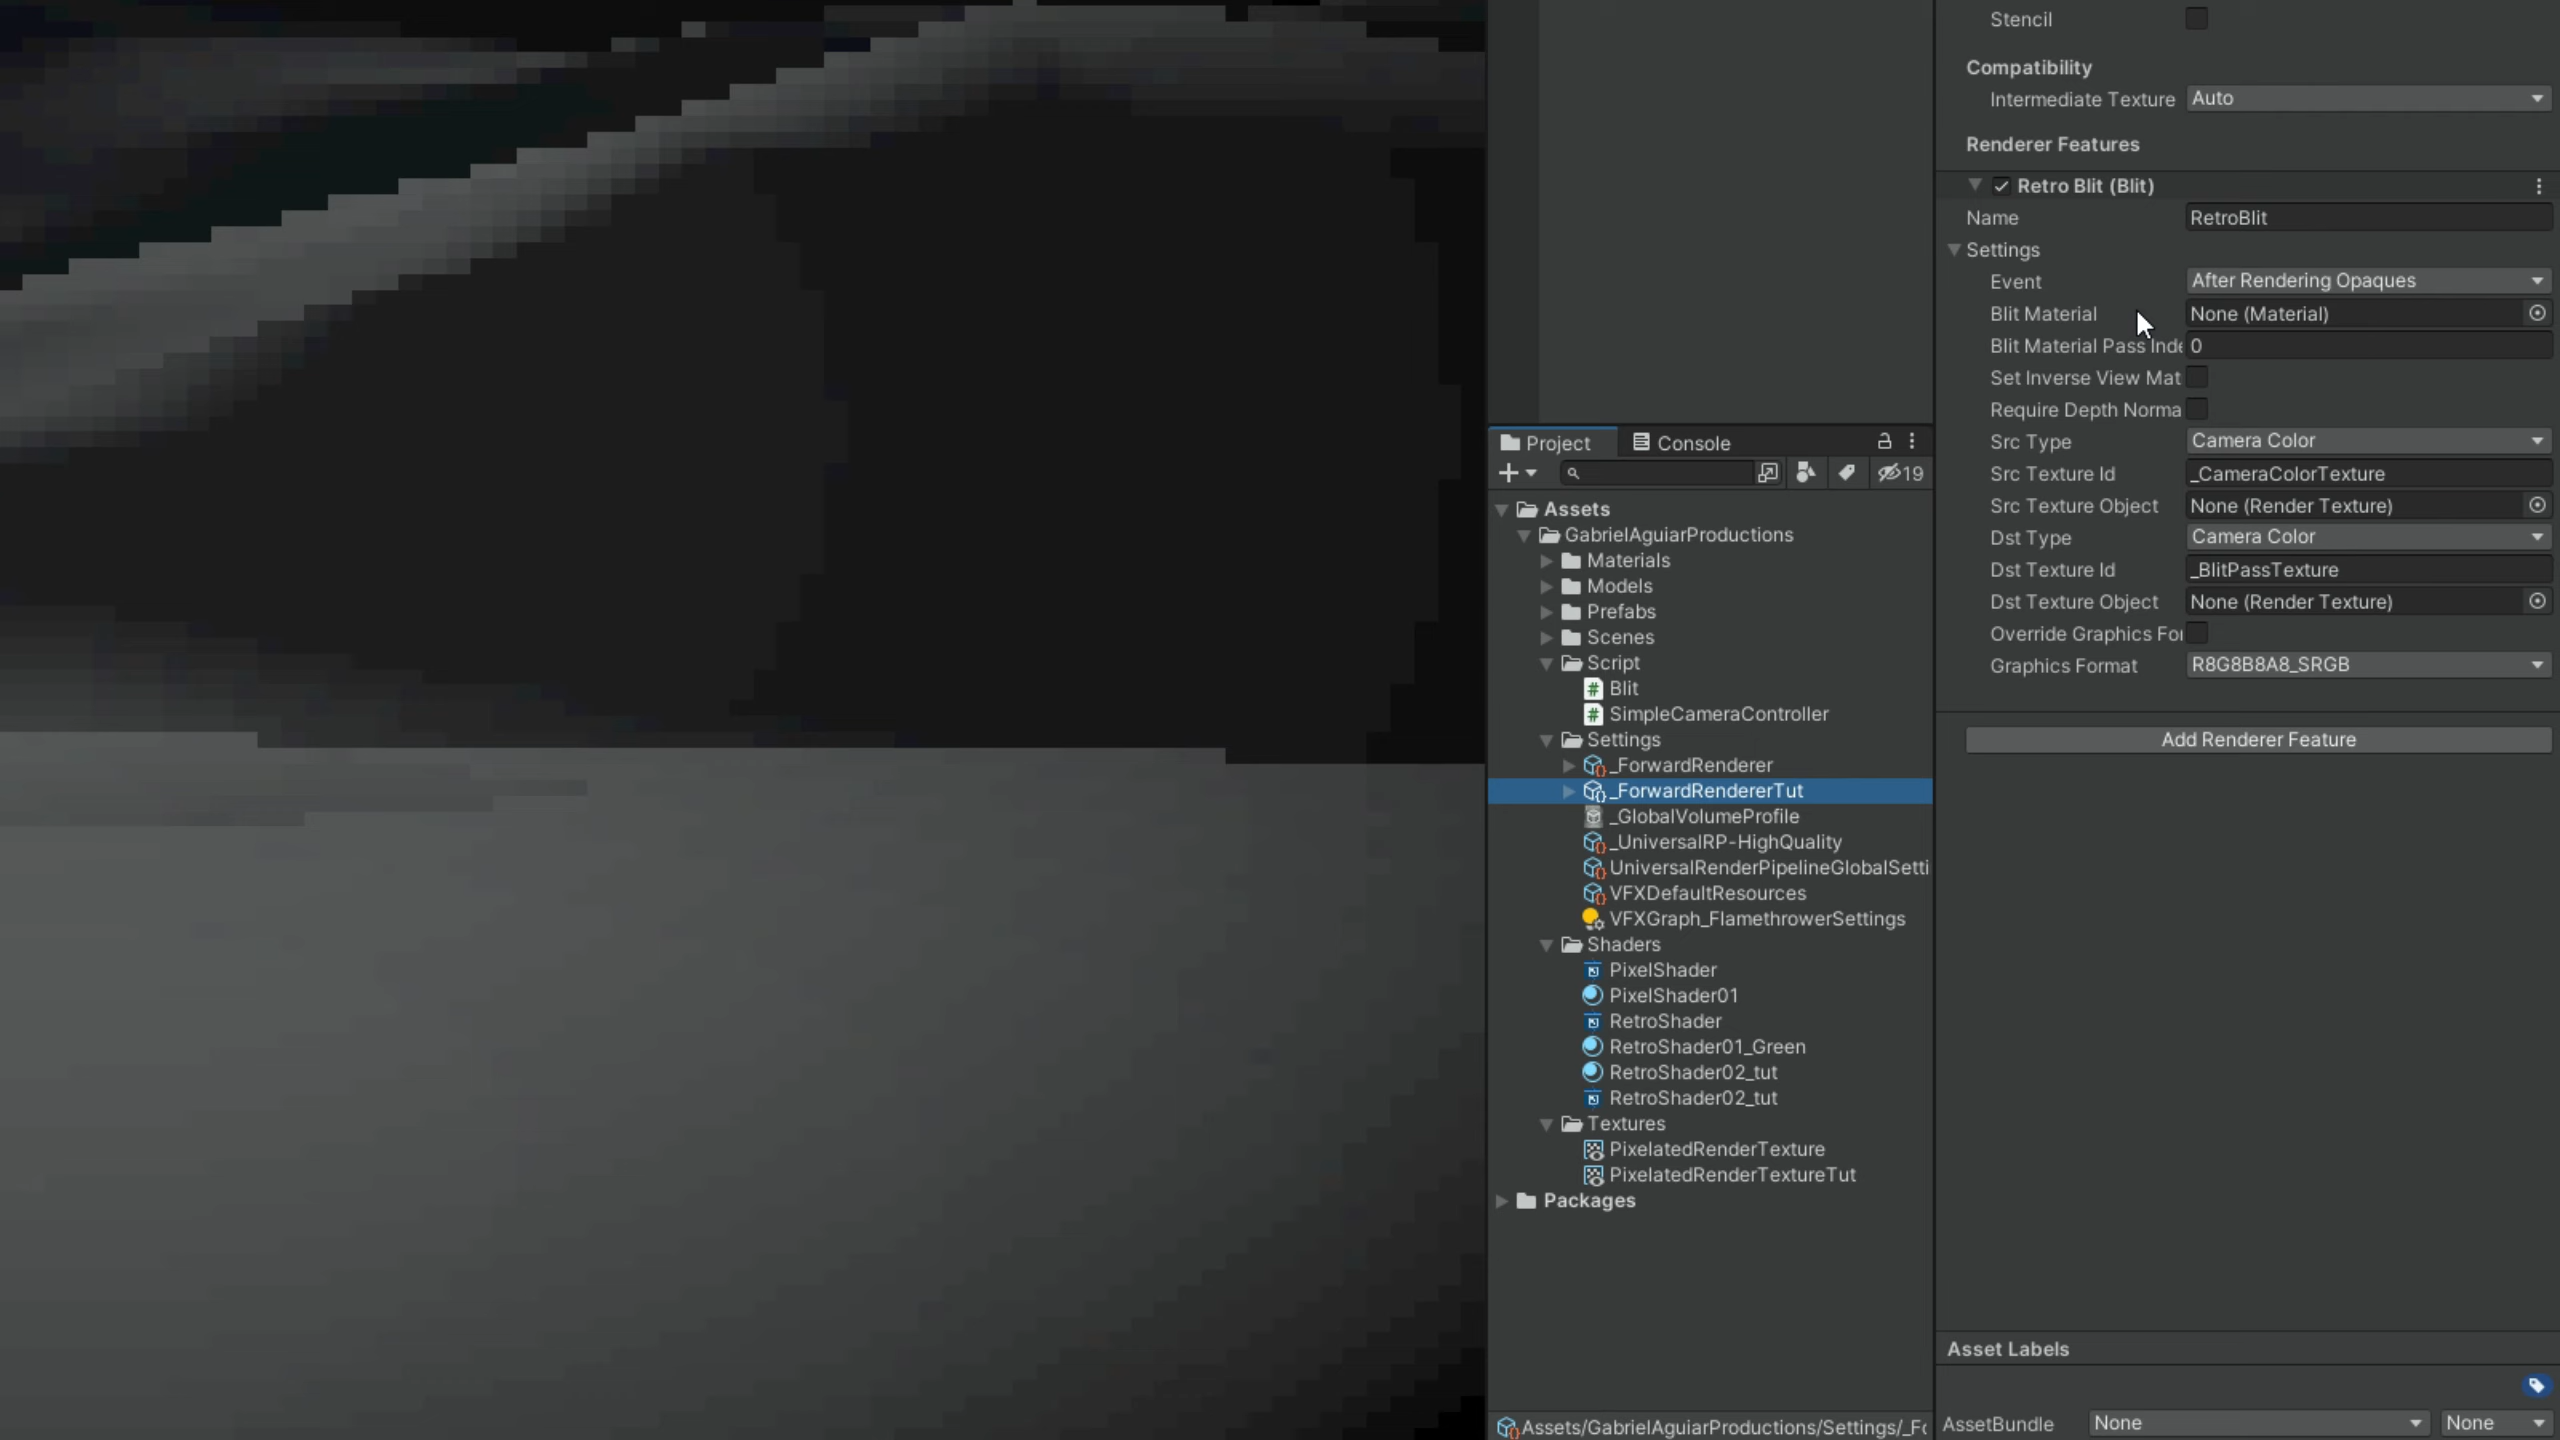 Stencil
Compatibility
Intermediate Texture Auto
Renderer Features
Retro Blit (Blit)
Name RetroBlit
Settings
Event After Rendering Opaques
Blit Material None (Material)
Blit Material Pass Inde 0
Set Inverse View Mat
Require Depth Norma
Src Type Camera Color
Src Texture Id _CameraColorTexture
Src Texture Object None (Render Texture)
Dst Type Camera Color
Dst Texture Id _BlitPassTexture
Dst Texture Object None (Render Texture)
Override Graphics For
Graphics Format R8G8B8A8_SRGB
Add Renderer Feature
Project Console
19
Assets
GabrielAguiarProductions
Materials
Models
Prefabs
Scenes
Script
Blit
SimpleCameraController
Settings
_ForwardRenderer
_ForwardRendererTut
_GlobalVolumeProfile
_UniversalRP-HighQuality
UniversalRenderPipelineGlobalSetti
VFXDefaultResources
VFXGraph_FlamethrowerSettings
Shaders
PixelShader
PixelShader01
RetroShader
RetroShader01_Green
RetroShader02_tut
RetroShader02_tut
Textures
PixelatedRenderTexture
PixelatedRenderTextureTut
Packages
Assets/GabrielAguiarProductions/Settings/_Fo
Asset Labels
AssetBundle None None